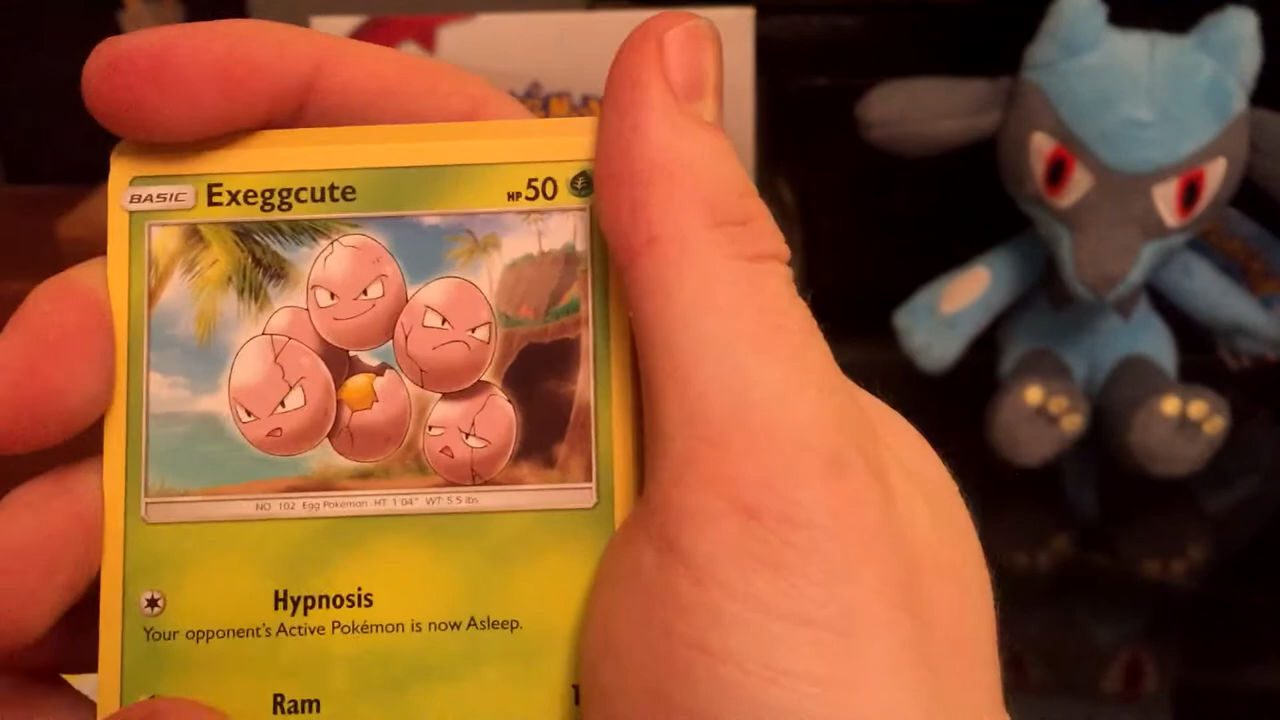 BASIC Exeggcute HP 50
NO. 102 Egg Pokémon HT: 1'04" WT: 5.5 lbs
Hypnosis
Your opponent's Active Pokémon is now Asleep.
Ram